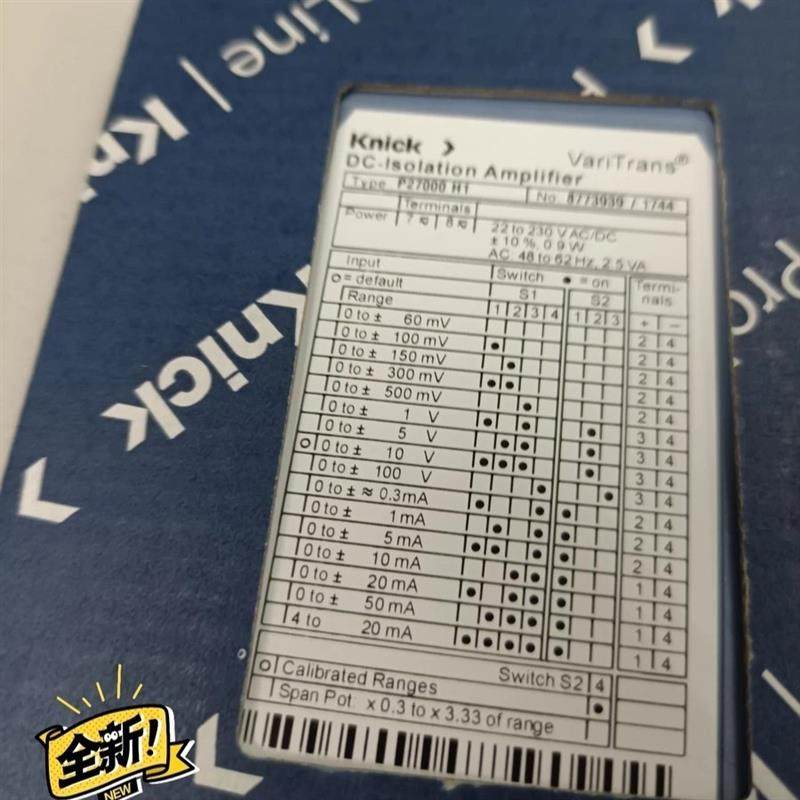 oLine | Kni
Knick >
Pro
Knick >
VariTrans®
DC-Isolation Amplifier
Type P27000 H1 No. 8773939 / 1744
Power Terminals 22 to 230 V AC/DC
7 ≂ 8 ≂ ± 10 %, 0.9 W
AC 48 to 62 Hz, 2.5 VA
Input Switch ● = on Termi-
o = default S1 S2 nals
Range 1 2 3 4 1 2 3 + −
0 to ± 60 mV 2 4
0 to ± 100 mV ● 2 4
0 to ± 150 mV ● 2 4
0 to ± 300 mV ● ● 2 4
0 to ± 500 mV ● 2 4
0 to ± 1 V ● ● ● 3 4
0 to ± 5 V ● ● ● 3 4
o 0 to ± 10 V ● ● ● ● 3 4
0 to ± 100 V ● ● 3 4
0 to ± ≈ 0.3mA ● ● ● 2 4
0 to ± 1 mA ● ● ● 2 4
0 to ± 5 mA ● ● ● ● 2 4
0 to ± 10 mA ● ● ● 1 4
0 to ± 20 mA ● ● ● ● 1 4
0 to ± 50 mA ● ● ● ● 1 4
4 to 20 mA ● ● ● ● ● 1 4
o Calibrated Ranges Switch S2 4
Span Pot. x 0.3 to x 3.33 of range ●
全新!
NEW